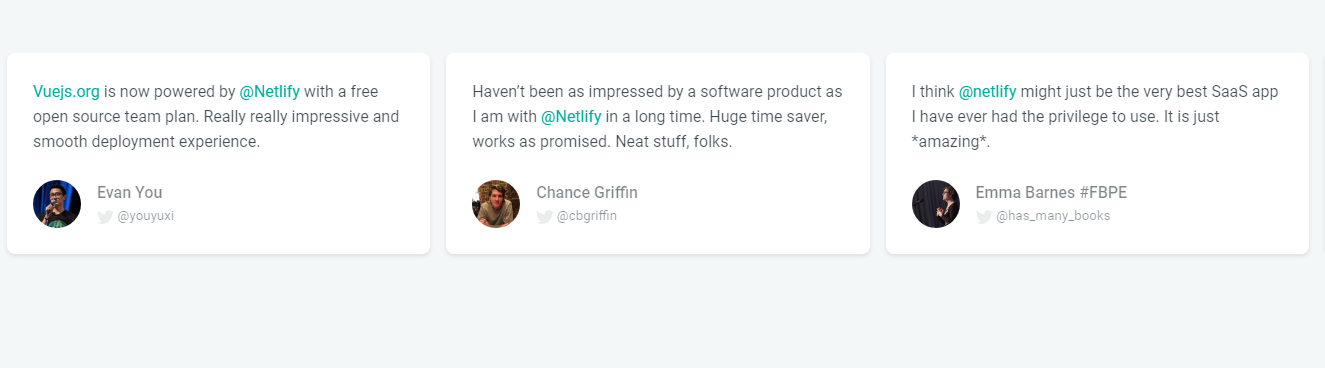 Vuejs.org is now powered by @Netlify with a free
open source team plan. Really really impressive and
smooth deployment experience.
Evan You
@youyuxi
Haven’t been as impressed by a software product as
I am with @Netlify in a long time. Huge time saver,
works as promised. Neat stuff, folks.
Chance Griffin
@cbgriffin
I think @netlify might just be the very best SaaS app
I have ever had the privilege to use. It is just
*amazing*.
Emma Barnes #FBPE
@has_many_books